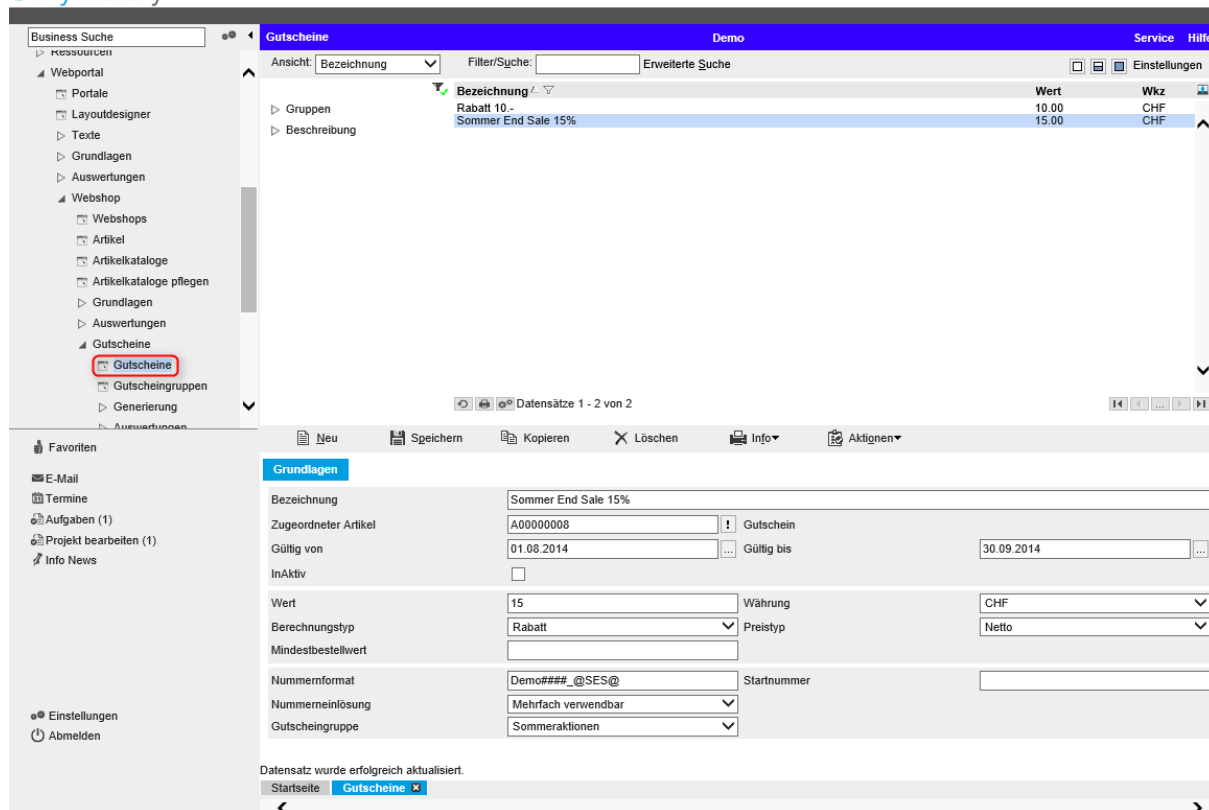 Business Suche
Ressourcen
Webportal
Portale
Layoutdesigner
Texte
Grundlagen
Auswertungen
Webshop
Webshops
Artikel
Artikelkataloge
Artikelkataloge pflegen
Grundlagen
Auswertungen
Gutscheine
Gutscheine
Gutscheingruppen
Generierung
Auswertungen
Favoriten
E-Mail
Termine
Aufgaben (1)
Projekt bearbeiten (1)
Info News
Einstellungen
Abmelden
Gutscheine Demo Service Hilfe
Ansicht: Bezeichnung Filter/Suche: Erweiterte Suche Einstellungen
Gruppen
Beschreibung
Bezeichnung Wert Wkz
Rabatt 10.- 10.00 CHF
Sommer End Sale 15% 15.00 CHF
Datensätze 1 - 2 von 2 ...
Neu Speichern Kopieren Löschen Info Aktionen
Grundlagen
Bezeichnung Sommer End Sale 15%
Zugeordneter Artikel A00000008 ! Gutschein
Gültig von 01.08.2014 ... Gültig bis 30.09.2014 ...
InAktiv
Wert 15 Währung CHF
Berechnungstyp Rabatt Preistyp Netto
Mindestbestellwert
Nummernformat Demo####_@SES@ Startnummer
Nummerneinlösung Mehrfach verwendbar
Gutscheingruppe Sommeraktionen
Datensatz wurde erfolgreich aktualisiert.
Startseite Gutscheine